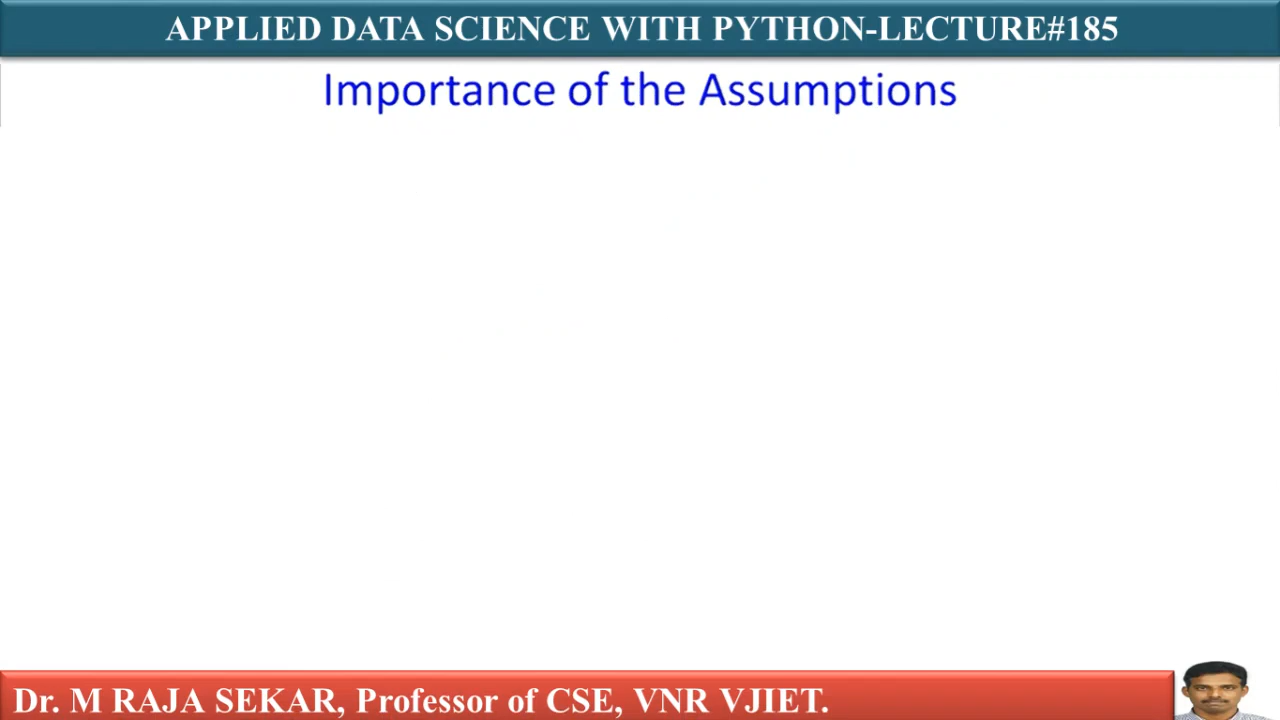 APPLIED DATA SCIENCE WITH PYTHON-LECTURE#185
Importance of the Assumptions
Dr. M RAJA SEKAR, Professor of CSE, VNR VJIET.